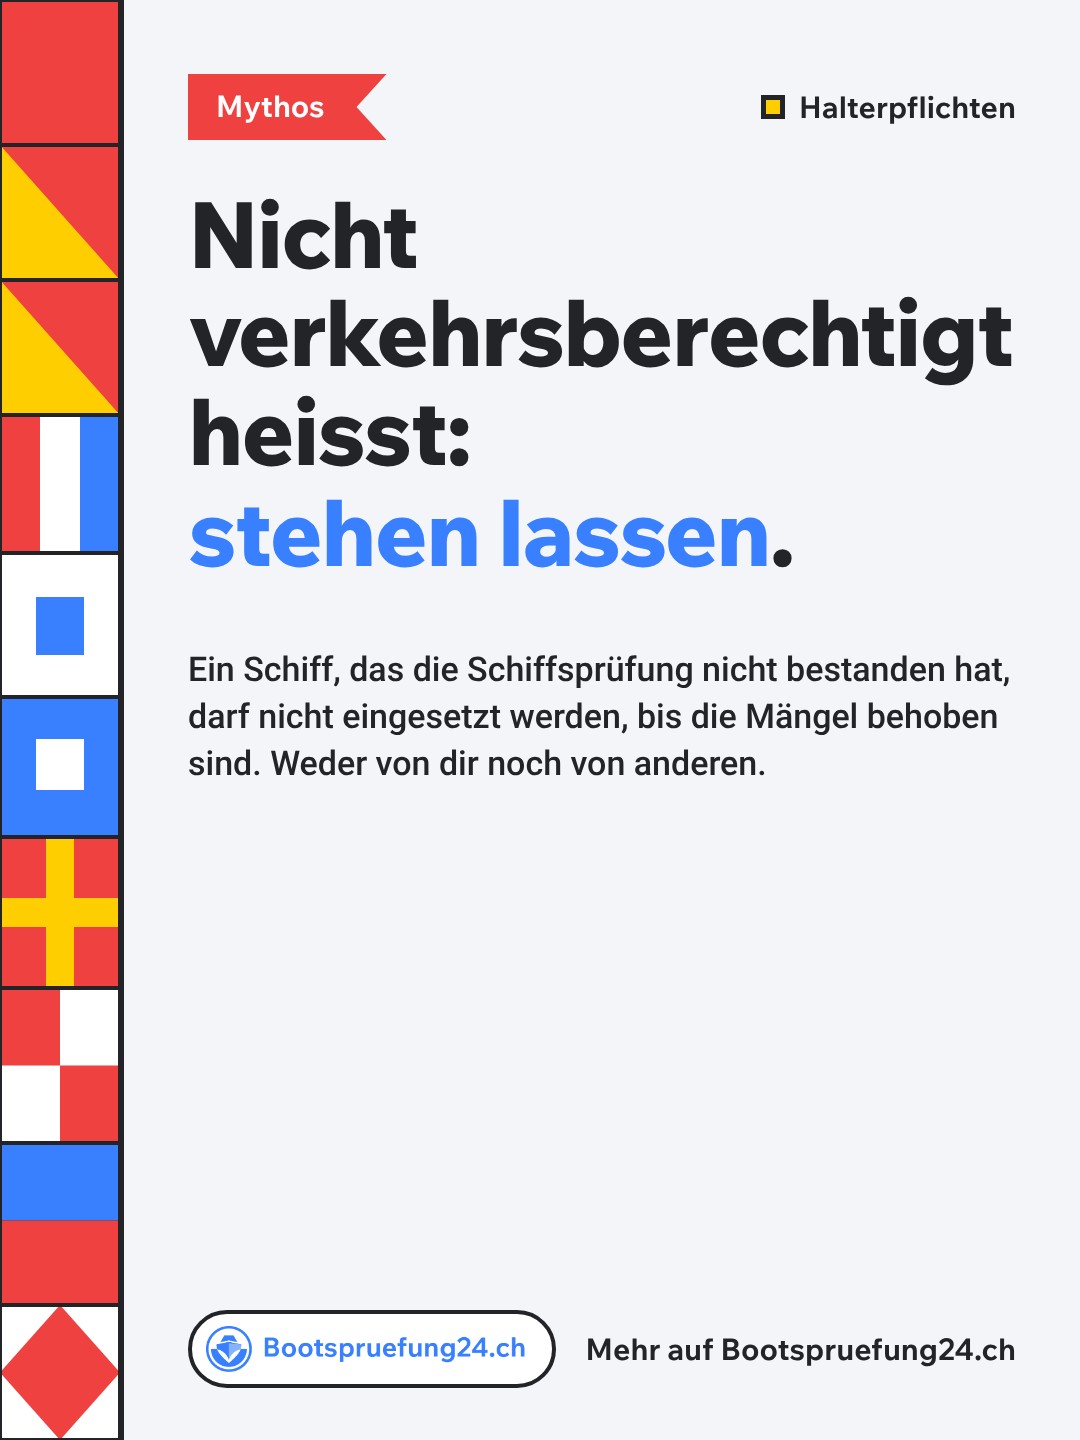 Mythos
Halterpflichten
Nicht
verkehrsberechtigt
heisst:
stehen lassen.
Ein Schiff, das die Schiffsprüfung nicht bestanden hat,
darf nicht eingesetzt werden, bis die Mängel behoben
sind. Weder von dir noch von anderen.
Bootspruefung24.ch
Mehr auf Bootspruefung24.ch